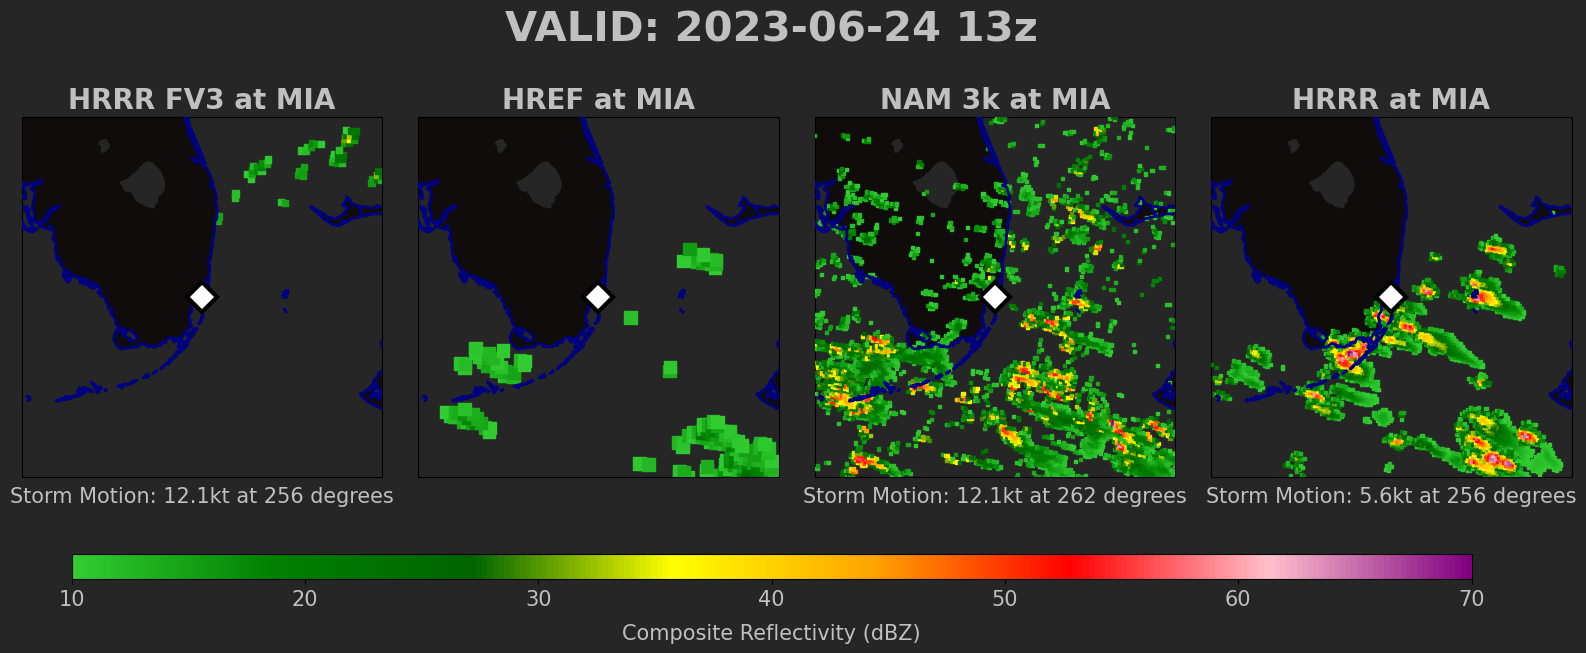 VALID: 2023-06-24 13z
HRRR FV3 at MIA
HREF at MIA
NAM 3k at MIA
HRRR at MIA
Storm Motion: 12.1kt at 256 degrees
Storm Motion: 12.1kt at 262 degrees
Storm Motion: 5.6kt at 256 degrees
10 20 30 40 50 60 70
Composite Reflectivity (dBZ)